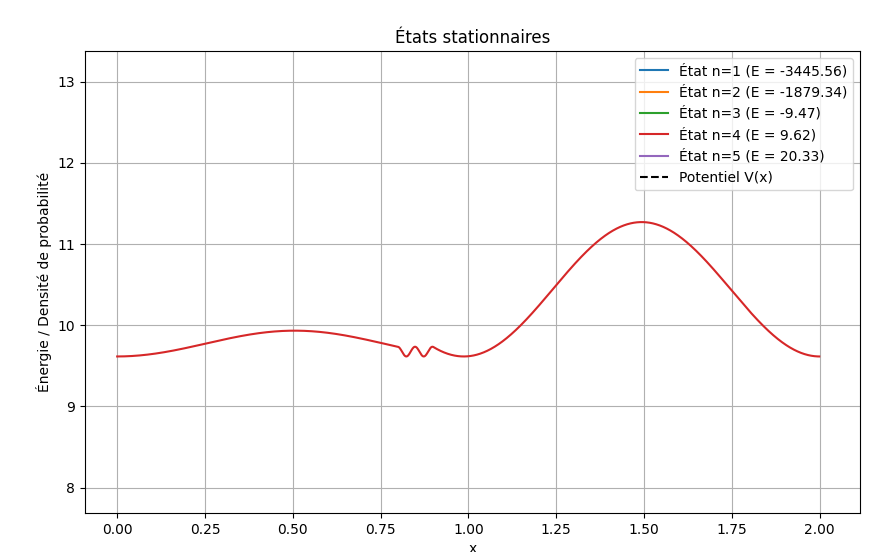 États stationnaires
État n=1 (E = -3445.56)
État n=2 (E = -1879.34)
État n=3 (E = -9.47)
État n=4 (E = 9.62)
État n=5 (E = 20.33)
Potentiel V(x)
Énergie / Densité de probabilité
13
12
11
10
9
8
0.00 0.25 0.50 0.75 1.00 1.25 1.50 1.75 2.00
x